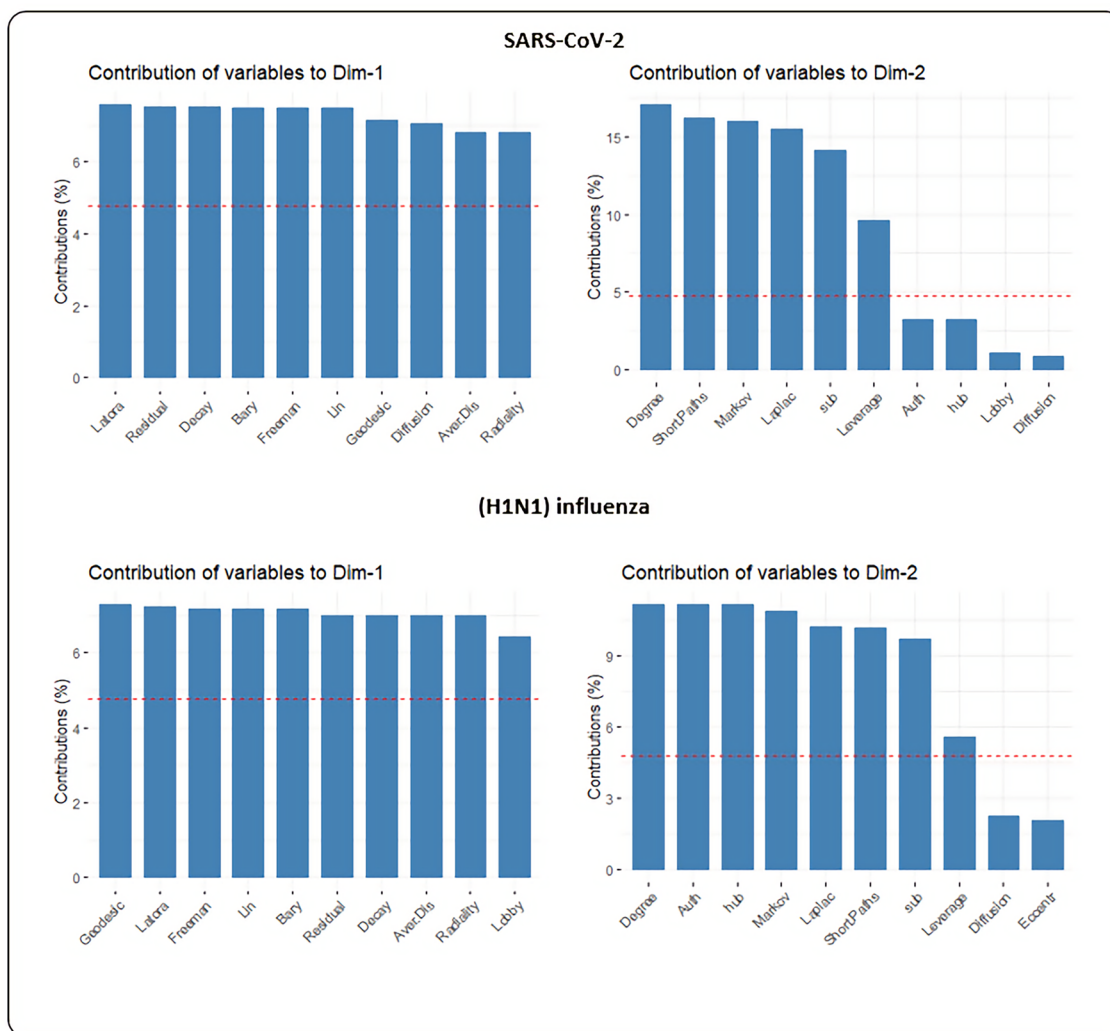 SARS-CoV-2
Contribution of variables to Dim-1
Contributions (%)
6
4
2
0
Latora
Residual
Decay
Bary
Freeman
Lin
Geodesic
Diffusion
Aver.Dis
Radiality
Contribution of variables to Dim-2
Contributions (%)
15
10
5
0
Degree
ShortPaths
Markov
Laplac
sub
Leverage
Auth
hub
Lobby
Diffusion
(H1N1) influenza
Contribution of variables to Dim-1
Contributions (%)
6
4
2
0
Geodesic
Latora
Freeman
Lin
Bary
Residual
Decay
Aver.Dis
Radiality
Lobby
Contribution of variables to Dim-2
Contributions (%)
9
6
3
0
Degree
Auth
hub
Markov
Laplac
ShortPaths
sub
Leverage
Diffusion
Eccentr